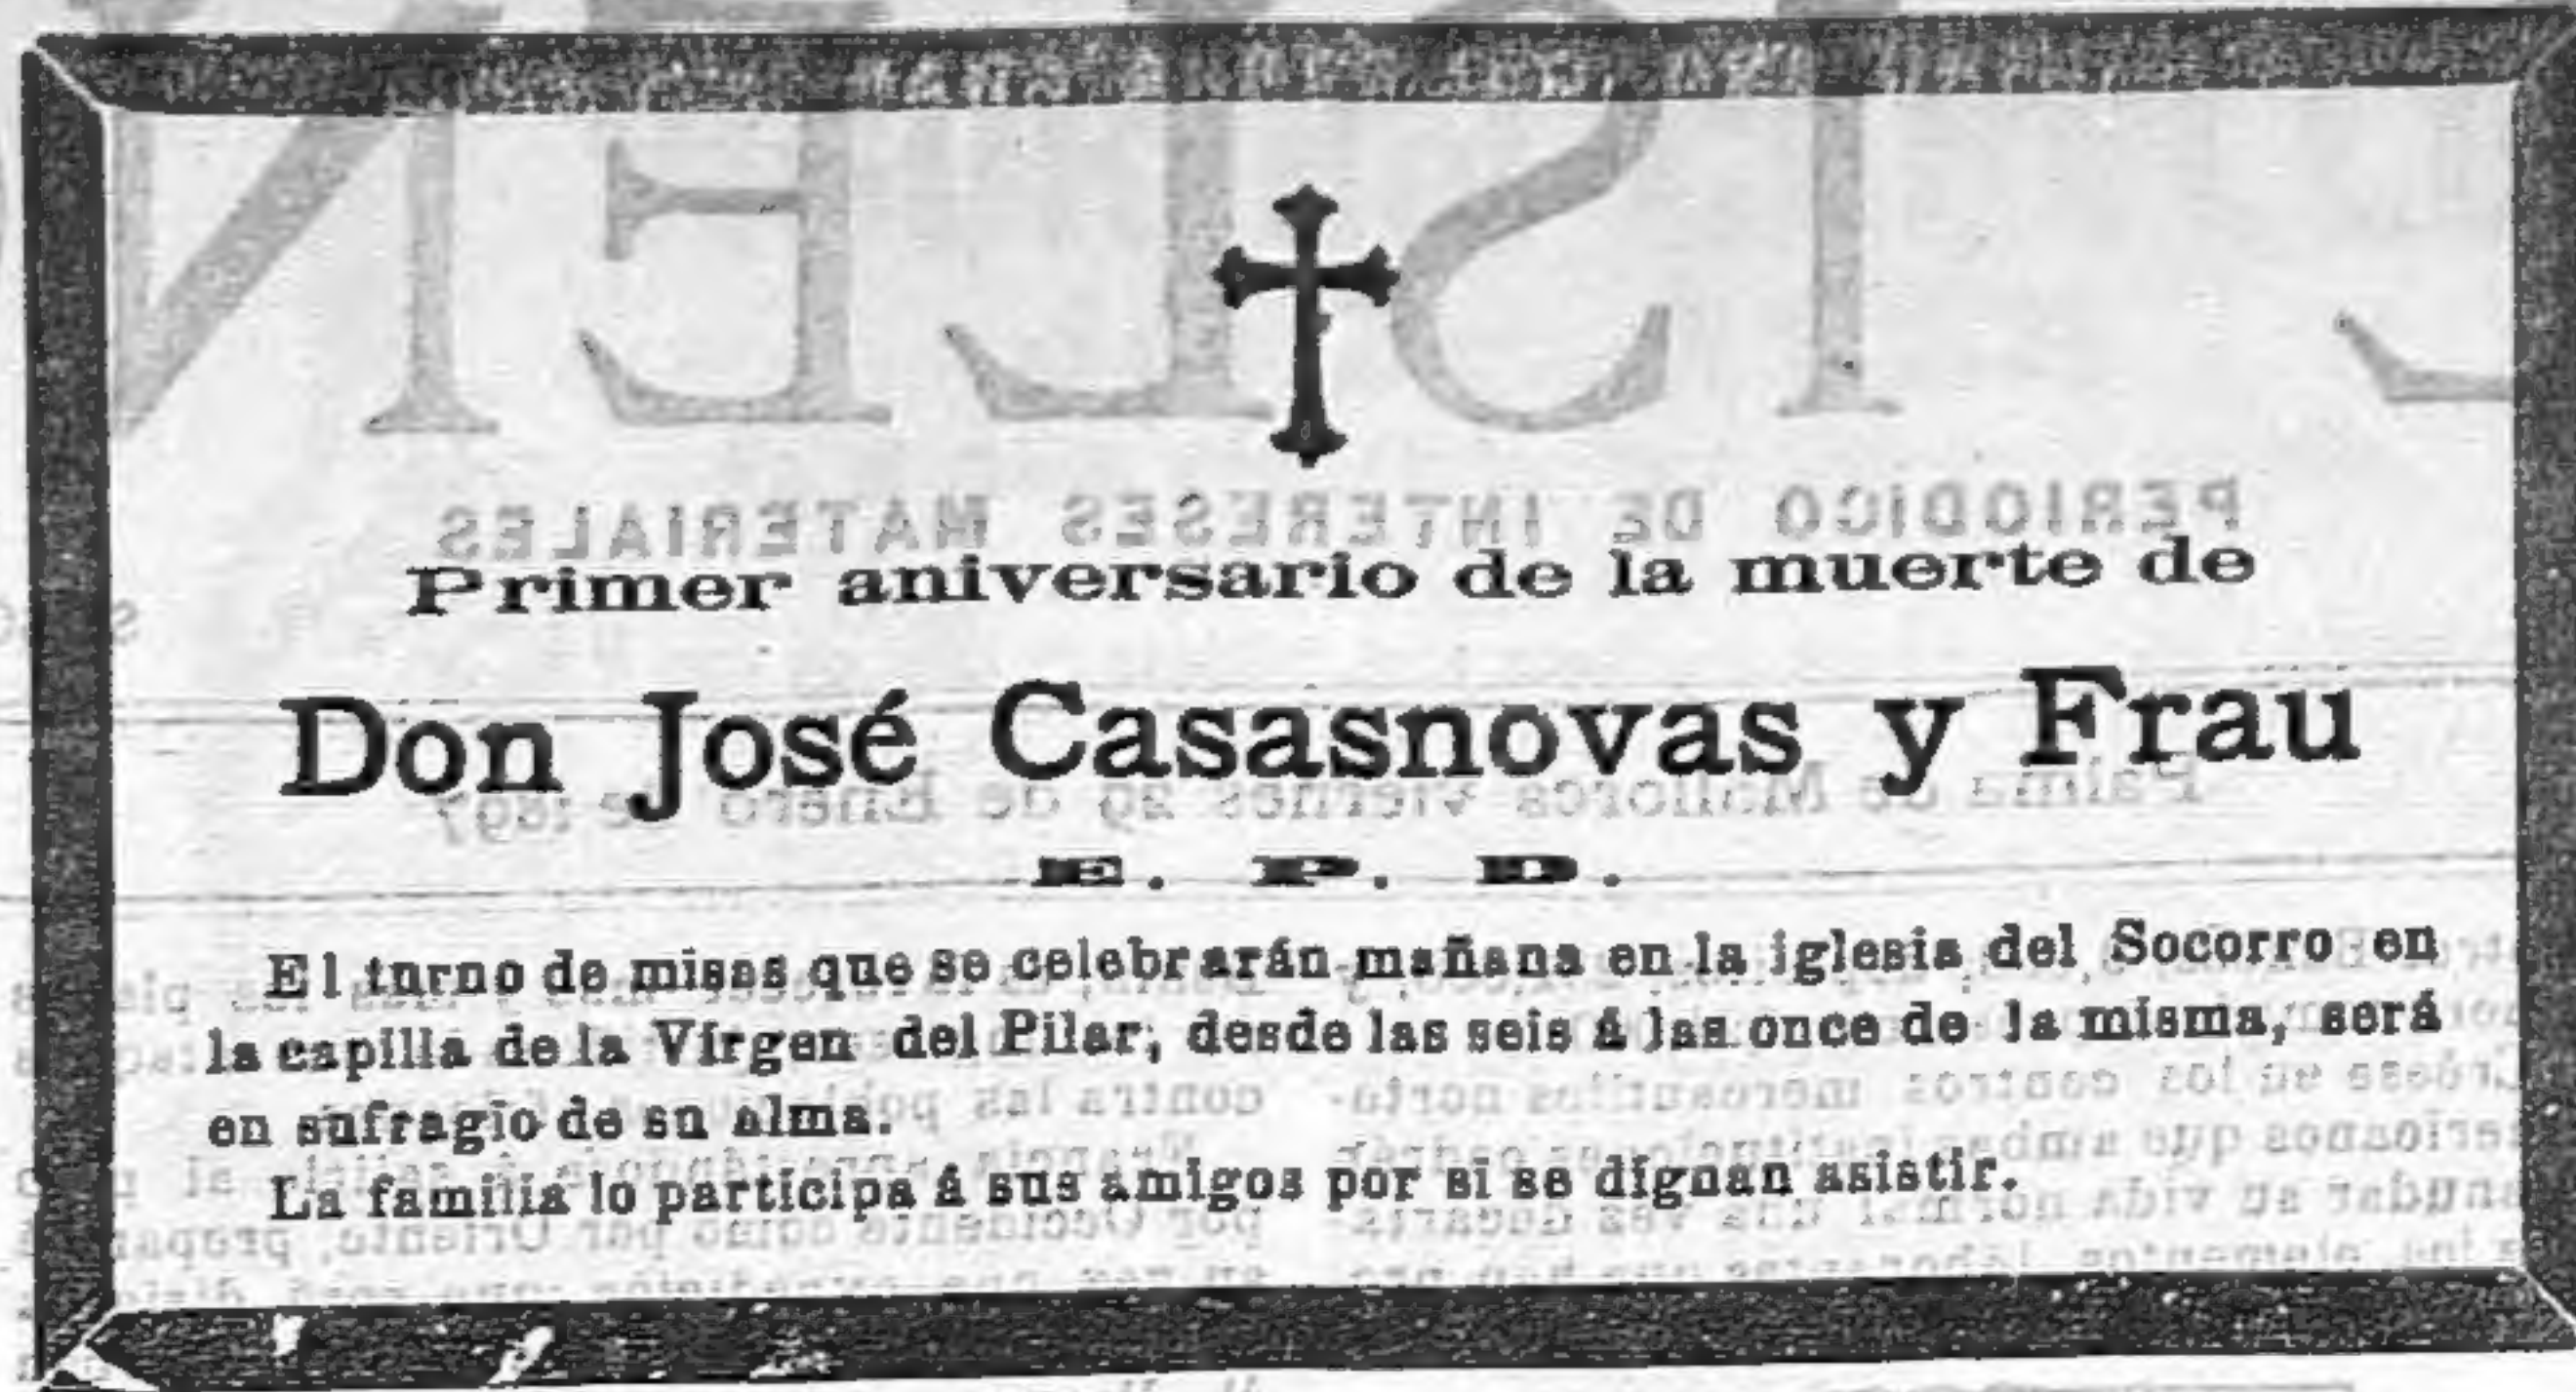 Primer aniversario de la muerte de
Don José Casasnovas y Frau
E. P. D.
El turno de misas que se celebrarán mañana en la iglesia del Socorro en
la capilla de la Vírgen del Pilar, desde las seis á las once de la misma, será
en sufragio de su alma.
La familia lo participa á sus amigos por si se dignan asistir.